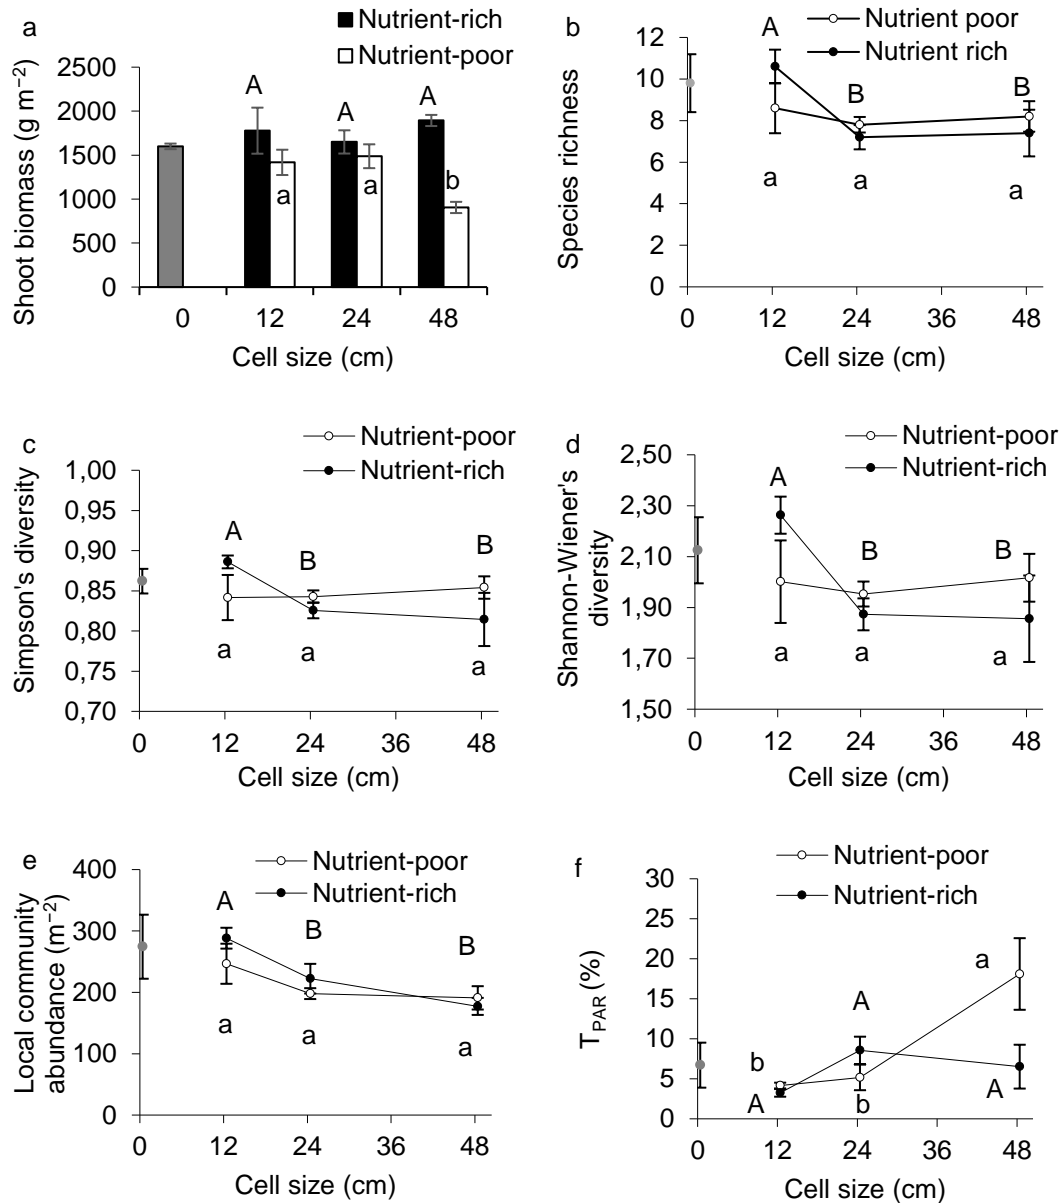 a
Nutrient-rich
Nutrient-poor
Shoot biomass (g m⁻²)
2500
2000
1500
1000
500
0
A
A
A
a
a
b
0 12 24 48
Cell size (cm)
b
Nutrient poor
Nutrient rich
Species richness
12
10
8
6
4
2
0
A
B
B
a
a
a
0 12 24 36 48
Cell size (cm)
c
Nutrient-poor
Nutrient-rich
Simpson's diversity
1,00
0,95
0,90
0,85
0,80
0,75
0,70
A
B
B
a
a
a
0 12 24 36 48
Cell size (cm)
d
Nutrient-poor
Nutrient-rich
Shannon-Wiener's
diversity
2,50
2,30
2,10
1,90
1,70
1,50
A
B
B
a
a
a
0 12 24 36 48
Cell size (cm)
e
Nutrient-poor
Nutrient-rich
Local community
abundance (m⁻²)
400
300
200
100
0
A
B
B
a
a
a
0 12 24 36 48
Cell size (cm)
f
Nutrient-poor
Nutrient-rich
T_PAR (%)
30
25
20
15
10
5
0
a
A
b
A
b
A
0 12 24 36 48
Cell size (cm)